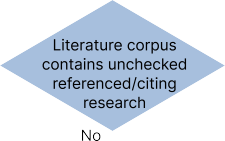 Literature corpus
contains unchecked
referenced/citing
research
No